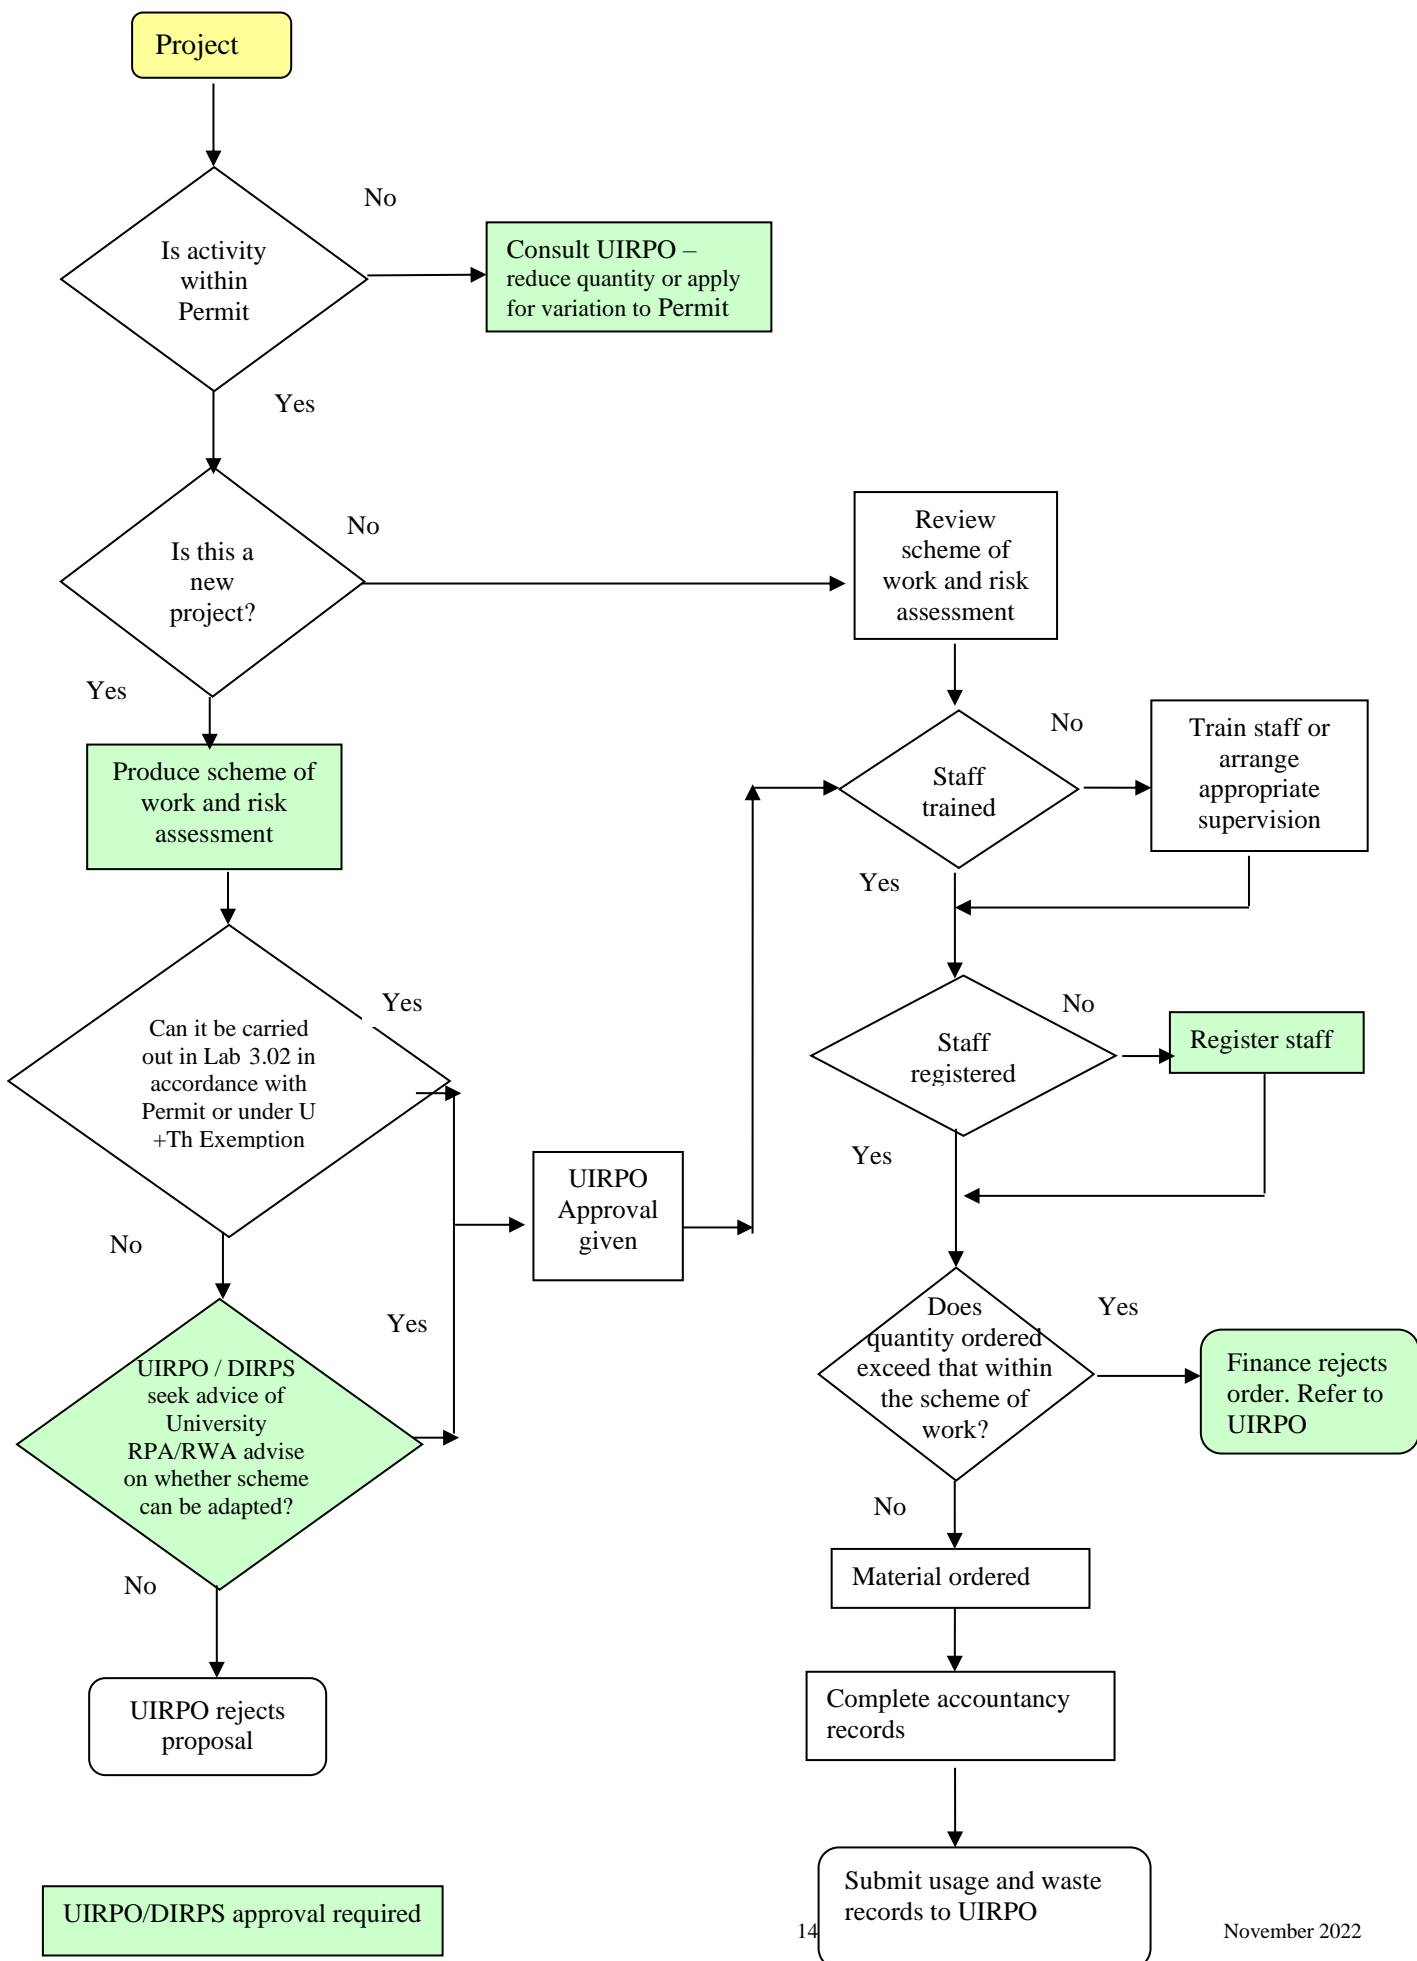 Project
No
Is activity
within
Permit
Consult UIRPO –
reduce quantity or apply
for variation to Permit
Yes
Is this a
new
project?
No
Review
scheme of
work and risk
assessment
Yes
Produce scheme of
work and risk
assessment
Staff
trained
No
Train staff or
arrange
appropriate
supervision
Yes
Can it be carried
out in Lab 3.02 in
accordance with
Permit or under U
+Th Exemption
Yes
Staff
registered
No
Register staff
Yes
UIRPO
Approval
given
No
UIRPO / DIRPS
seek advice of
University
RPA/RWA advise
on whether scheme
can be adapted?
Yes
Does
quantity ordered
exceed that within
the scheme of
work?
Yes
Finance rejects
order. Refer to
UIRPO
No
Material ordered
No
UIRPO rejects
proposal
Complete accountancy
records
Submit usage and waste
records to UIRPO
UIRPO/DIRPS approval required
14
November 2022